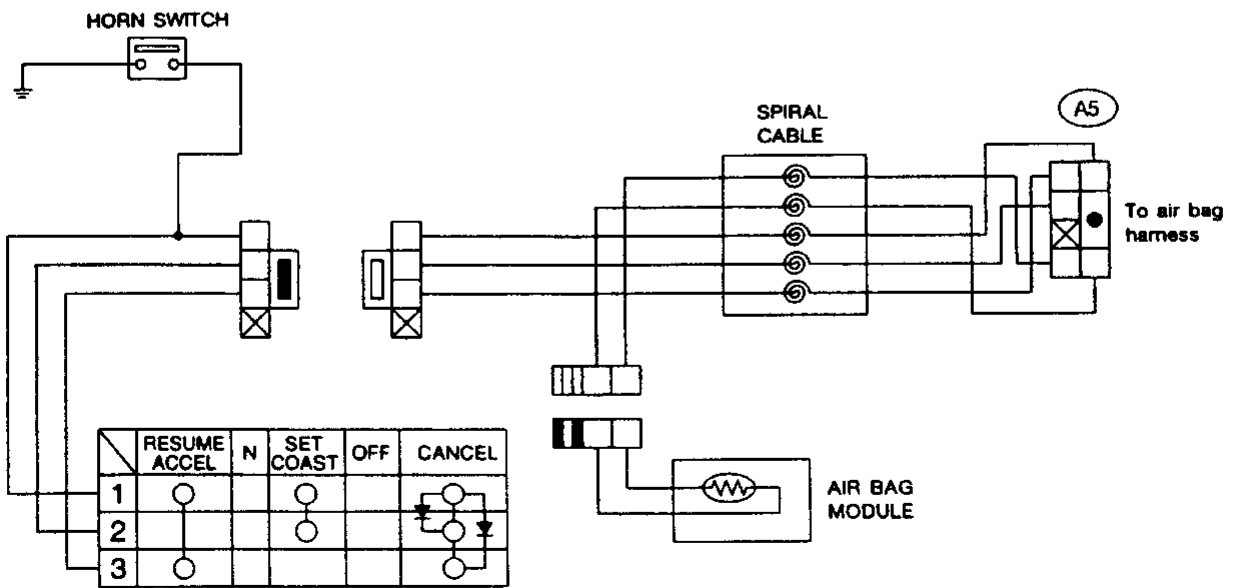 HORN SWITCH
SPIRAL
CABLE
A5
To air bag
harness
RESUME
ACCEL
N
SET
COAST
OFF
CANCEL
1
2
3
AIR BAG
MODULE